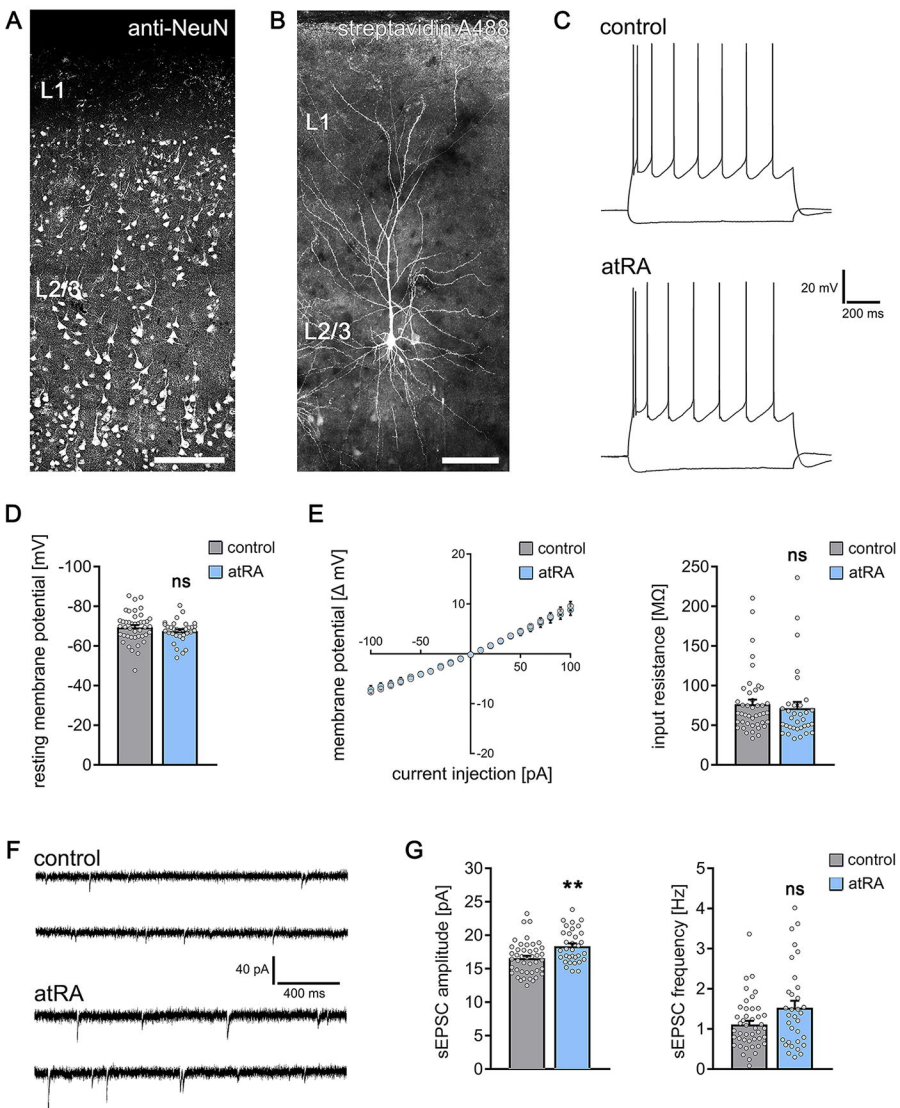 A
anti-NeuN
L1
L2/3
B
streptavidin A488
L1
L2/3
C
control
atRA
20 mV
200 ms
D
resting membrane potential [mV]
-100
-80
-60
-40
-20
0
control
atRA
ns
E
membrane potential [Δ mV]
20
10
-10
-20
-100
-50
50
100
current injection [pA]
control
atRA
input resistance [MΩ]
250
200
150
100
50
0
control
atRA
ns
F
control
40 pA
400 ms
atRA
G
sEPSC amplitude [pA]
30
25
20
15
10
5
0
**
sEPSC frequency [Hz]
5
4
3
2
1
0
ns
control
atRA